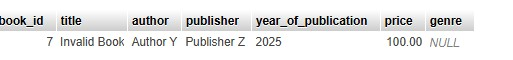 book_id title author publisher year_of_publication price genre
7 Invalid Book Author Y Publisher Z 2025 100.00 NULL